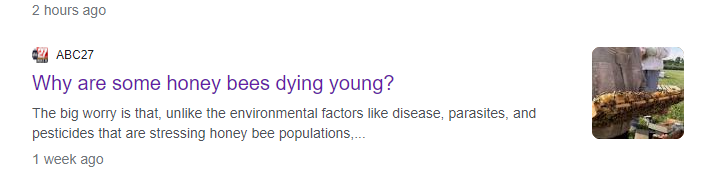 2 hours ago
ABC27
Why are some honey bees dying young?
The big worry is that, unlike the environmental factors like disease, parasites, and
pesticides that are stressing honey bee populations,...
1 week ago